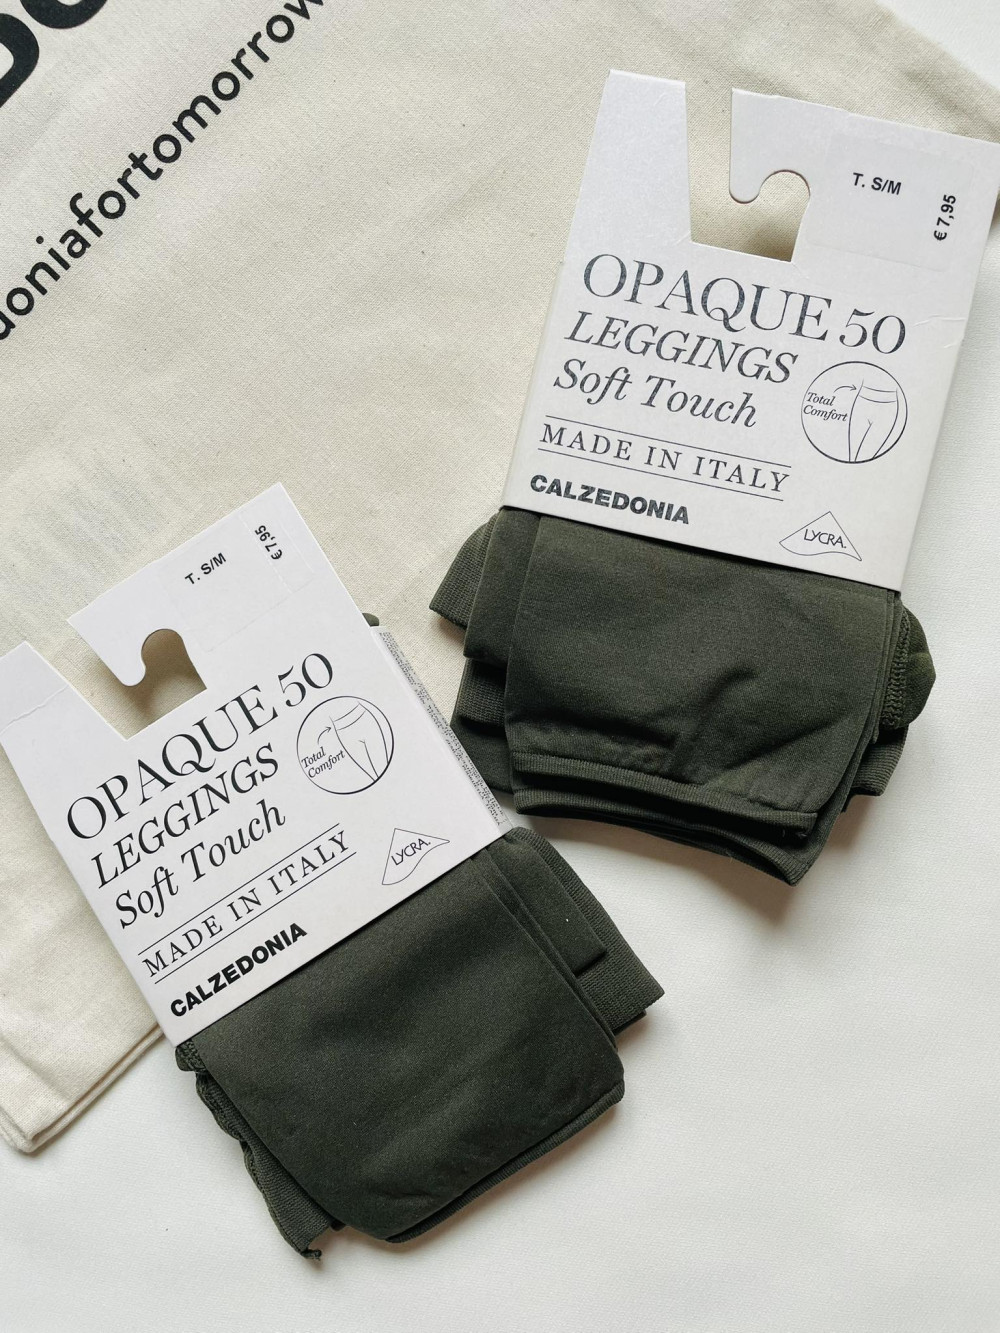 doniafortomorrow
T. S/M
€ 7,95
OPAQUE 50
LEGGINGS
Soft Touch
Total
Comfort
MADE IN ITALY
CALZEDONIA
LYCRA.
T. S/M
€ 7,95
OPAQUE 50
LEGGINGS
Soft Touch
Total
Comfort
MADE IN ITALY
CALZEDONIA
LYCRA.